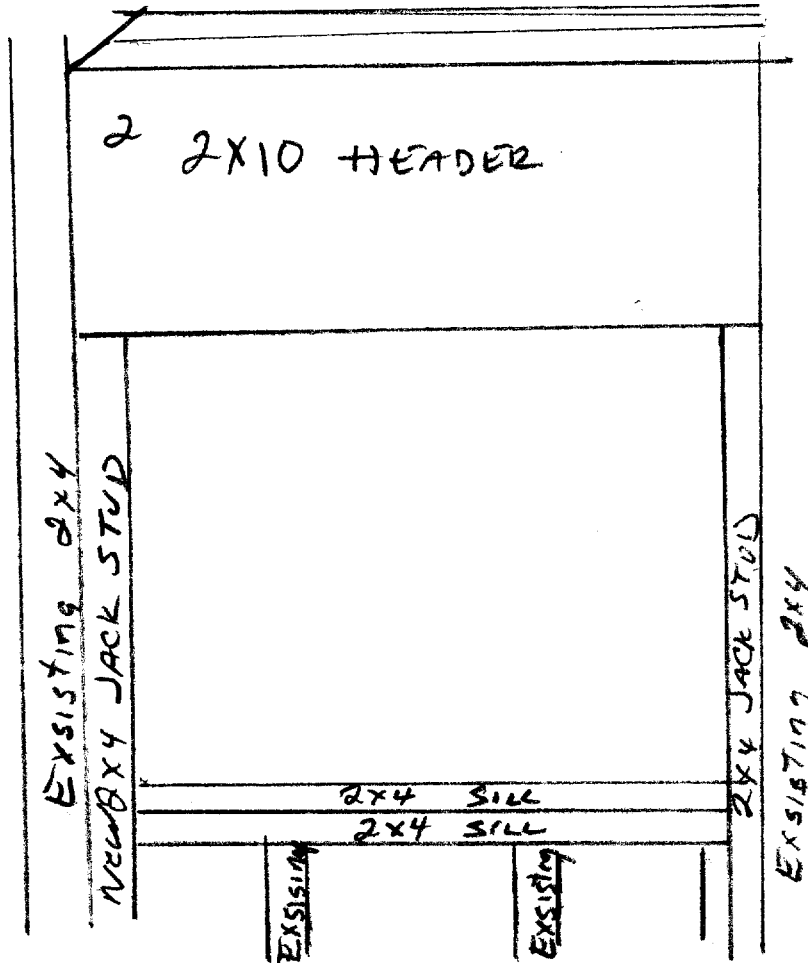 2 2X10 HEADER
Exsisting 2x4
New 2x4 JACK STUD
2x4 JACK STUD
Exsisting 2x4
2x4 SILL
2x4 SILL
Exsising
Exsisting